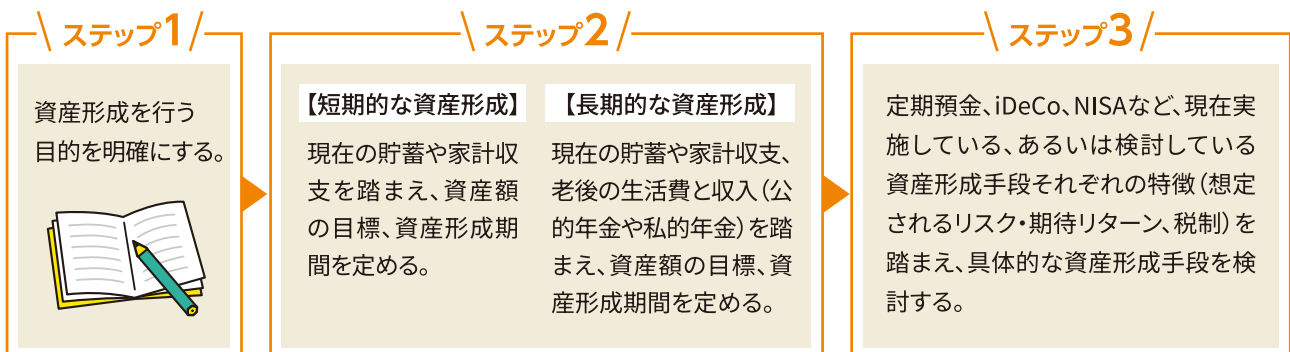 ステップ1
資産形成を行う
目的を明確にする。
ステップ2
【短期的な資産形成】
現在の貯蓄や家計収
支を踏まえ、資産額
の目標、資産形成期
間を定める。
【長期的な資産形成】
現在の貯蓄や家計収支、
老後の生活費と収入(公
的年金や私的年金)を踏
まえ、資産額の目標、資
産形成期間を定める。
ステップ3
定期預金、iDeCo、NISAなど、現在実
施している、あるいは検討している
資産形成手段それぞれの特徴(想定
されるリスク・期待リターン、税制)を
踏まえ、具体的な資産形成手段を検
討する。